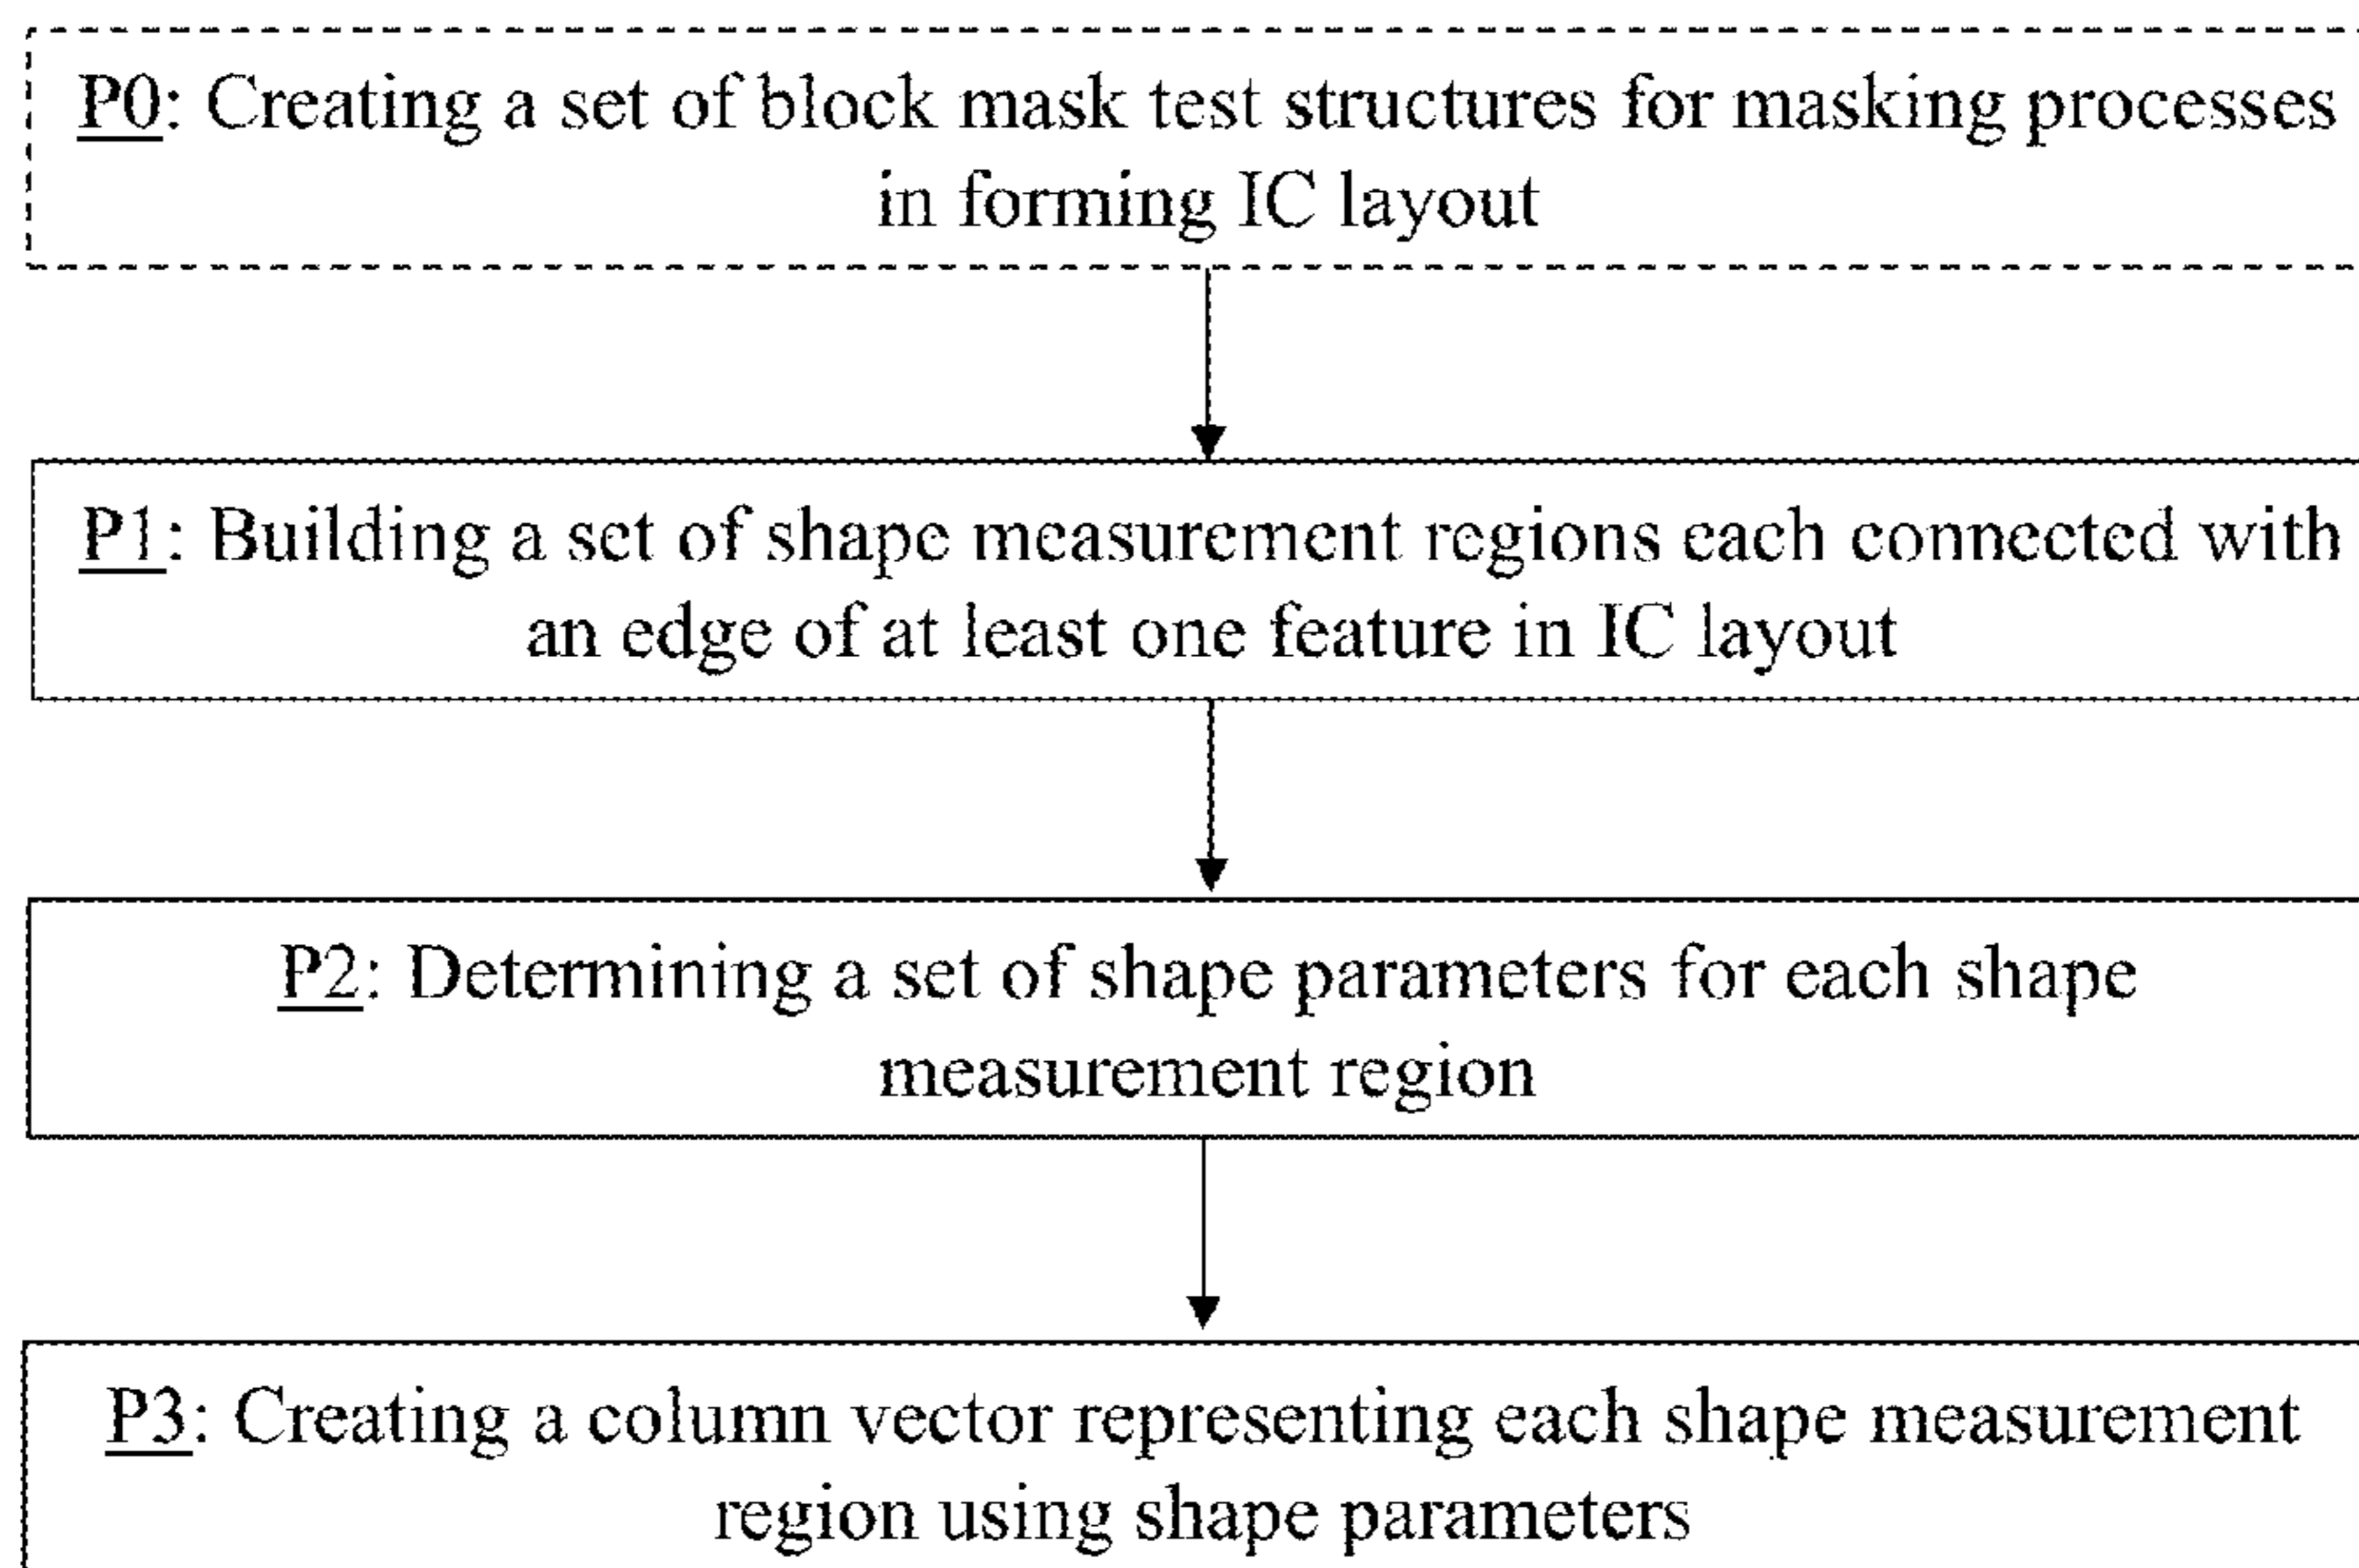 P0: Creating a set of block mask test structures for masking processes
in forming IC layout
P1: Building a set of shape measurement regions each connected with
an edge of at least one feature in IC layout
P2: Determining a set of shape parameters for each shape
measurement region
P3: Creating a column vector representing each shape measurement
region using shape parameters